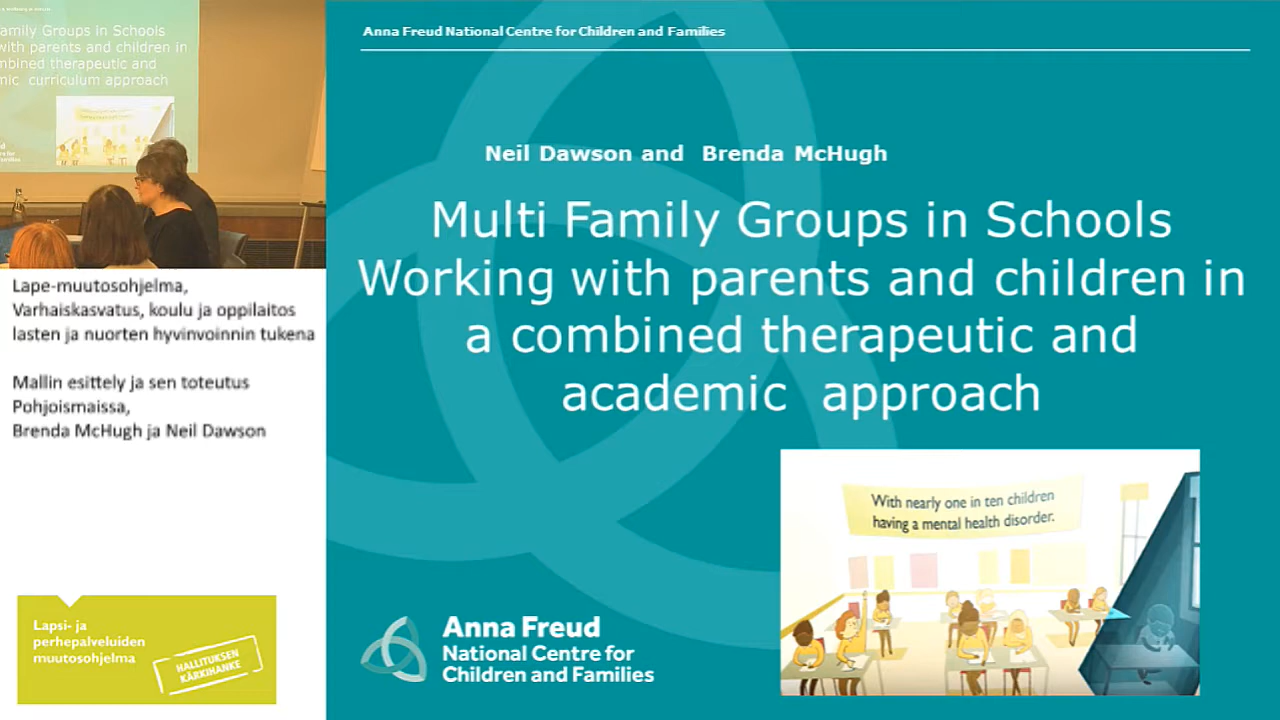 amily Groups in Schools
with parents and children in
mbined therapeutic and
mic curriculum approach
Lape-muutosohjelma,
Varhaiskasvatus, koulu ja oppilaitos
lasten ja nuorten hyvinvoinnin tukena
Mallin esittely ja sen toteutus
Pohjoismaissa,
Brenda McHugh ja Neil Dawson
Lapsi- ja
perhepalveluiden
muutosohjelma
HALLITUKSEN
KÄRKIHANKE
Anna Freud National Centre for Children and Families
Neil Dawson and Brenda McHugh
Multi Family Groups in Schools
Working with parents and children in
a combined therapeutic and
academic approach
With nearly one in ten children
having a mental health disorder.
Anna Freud
National Centre for
Children and Families